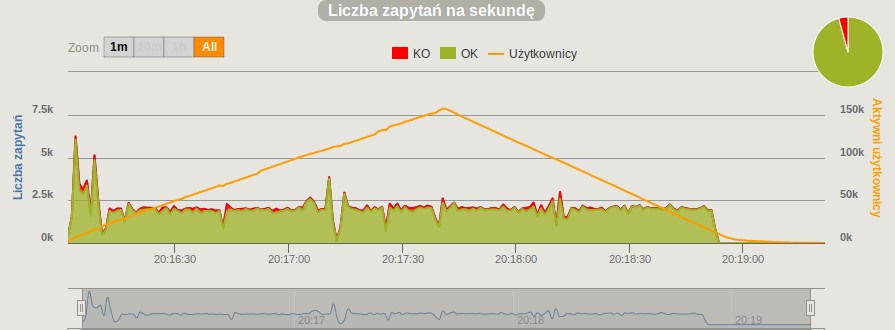 Liczba zapytań na sekundę
Zoom 1m 10m 1h All
KO OK Użytkownicy
Liczba zapytań
7.5k
5k
2.5k
0k
150k
100k
50k
0k
Aktywni użytkownicy
20:16:30 20:17:00 20:17:30 20:18:00 20:18:30 20:19:00
20:17 20:18 20:19